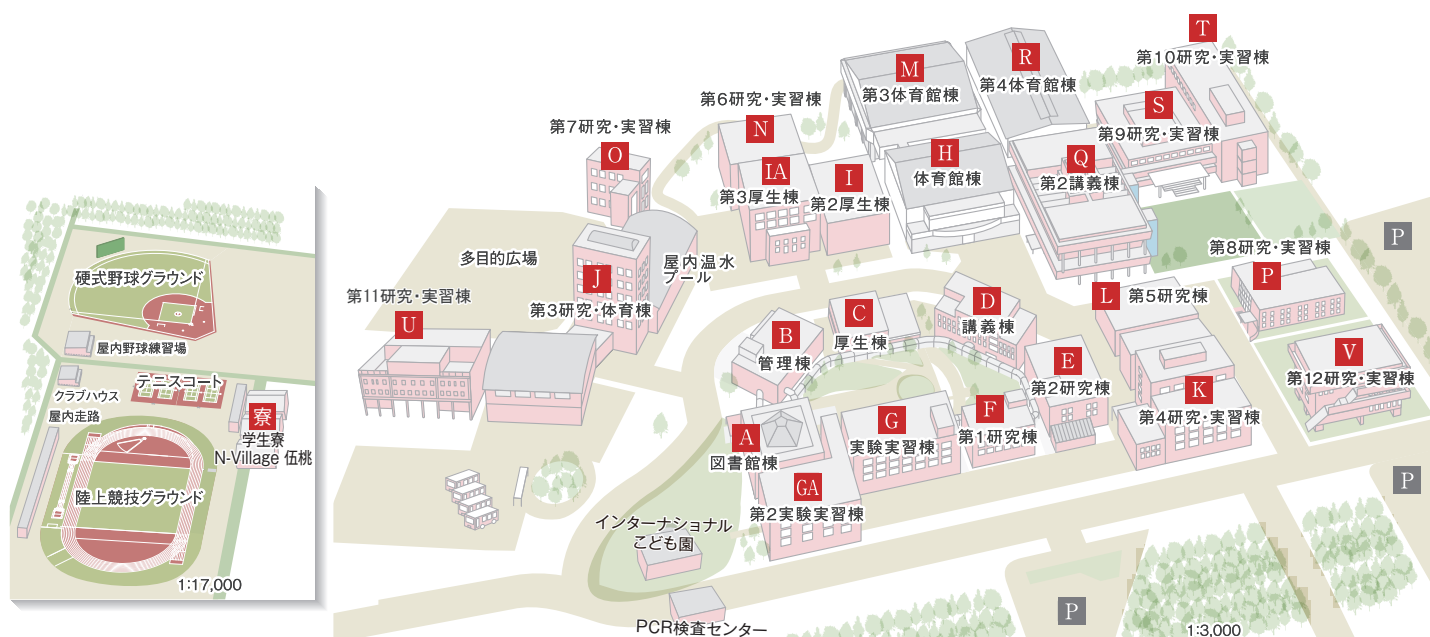 硬式野球グラウンド
屋内野球練習場
クラブハウス
テニスコート
屋内走路
寮
学生寮
N-Village 伍桃
陸上競技グラウンド
1:17,000
T
第10研究・実習棟
R
第4体育館棟
M
第3体育館棟
S
第9研究・実習棟
第6研究・実習棟
N
第7研究・実習棟
O
H
体育館棟
Q
第2講義棟
IA
第3厚生棟
I
第2厚生棟
P
第8研究・実習棟
P
多目的広場
屋内温水
プール
J
第3研究・体育棟
第11研究・実習棟
U
L
第5研究棟
D
講義棟
C
厚生棟
B
管理棟
E
第2研究棟
V
第12研究・実習棟
K
第4研究・実習棟
F
第1研究棟
G
実験実習棟
A
図書館棟
GA
第2実験実習棟
P
インターナショナル
こども園
P
PCR検査センター
1:3,000